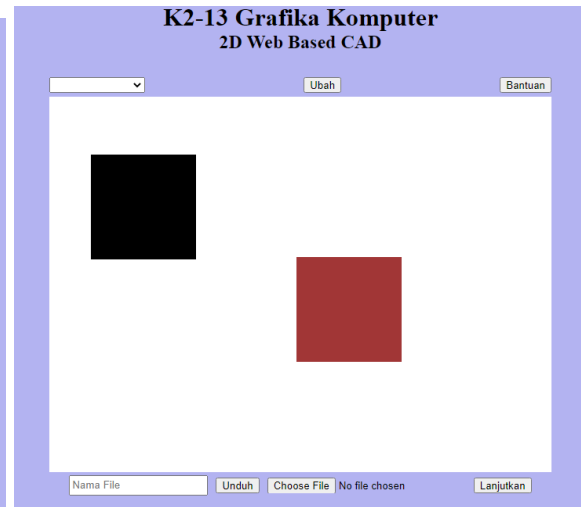 K2-13 Grafika Komputer
2D Web Based CAD
Ubah Bantuan
Nama File Unduh Choose File No file chosen Lanjutkan